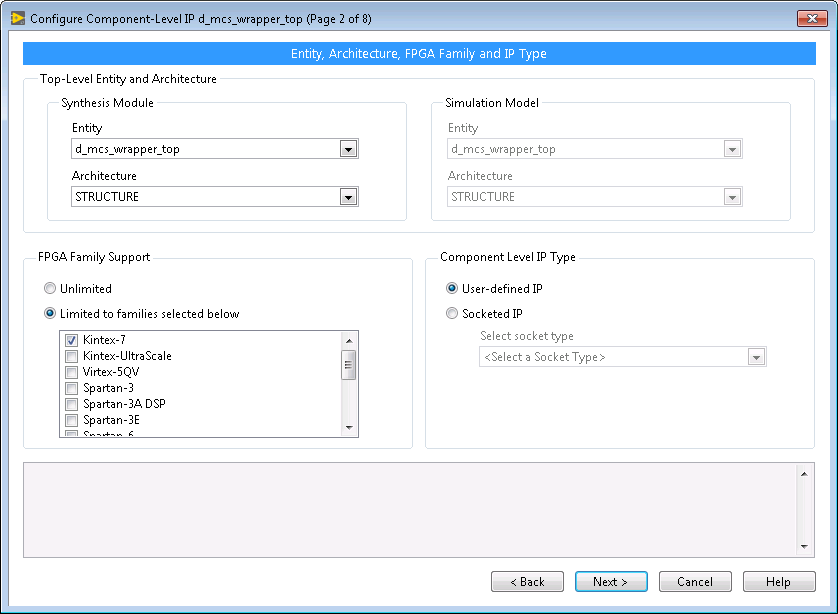 Configure Component-Level IP d_mcs_wrapper_top (Page 2 of 8)
Entity, Architecture, FPGA Family and IP Type
Top-Level Entity and Architecture
Synthesis Module
Entity
d_mcs_wrapper_top
Architecture
STRUCTURE
Simulation Model
Entity
d_mcs_wrapper_top
Architecture
STRUCTURE
FPGA Family Support
Unlimited
Limited to families selected below
Kintex-7
Kintex-UltraScale
Virtex-5QV
Spartan-3
Spartan-3A DSP
Spartan-3E
Spartan-6
Component Level IP Type
User-defined IP
Socketed IP
Select socket type
<Select a Socket Type>
< Back
Next >
Cancel
Help